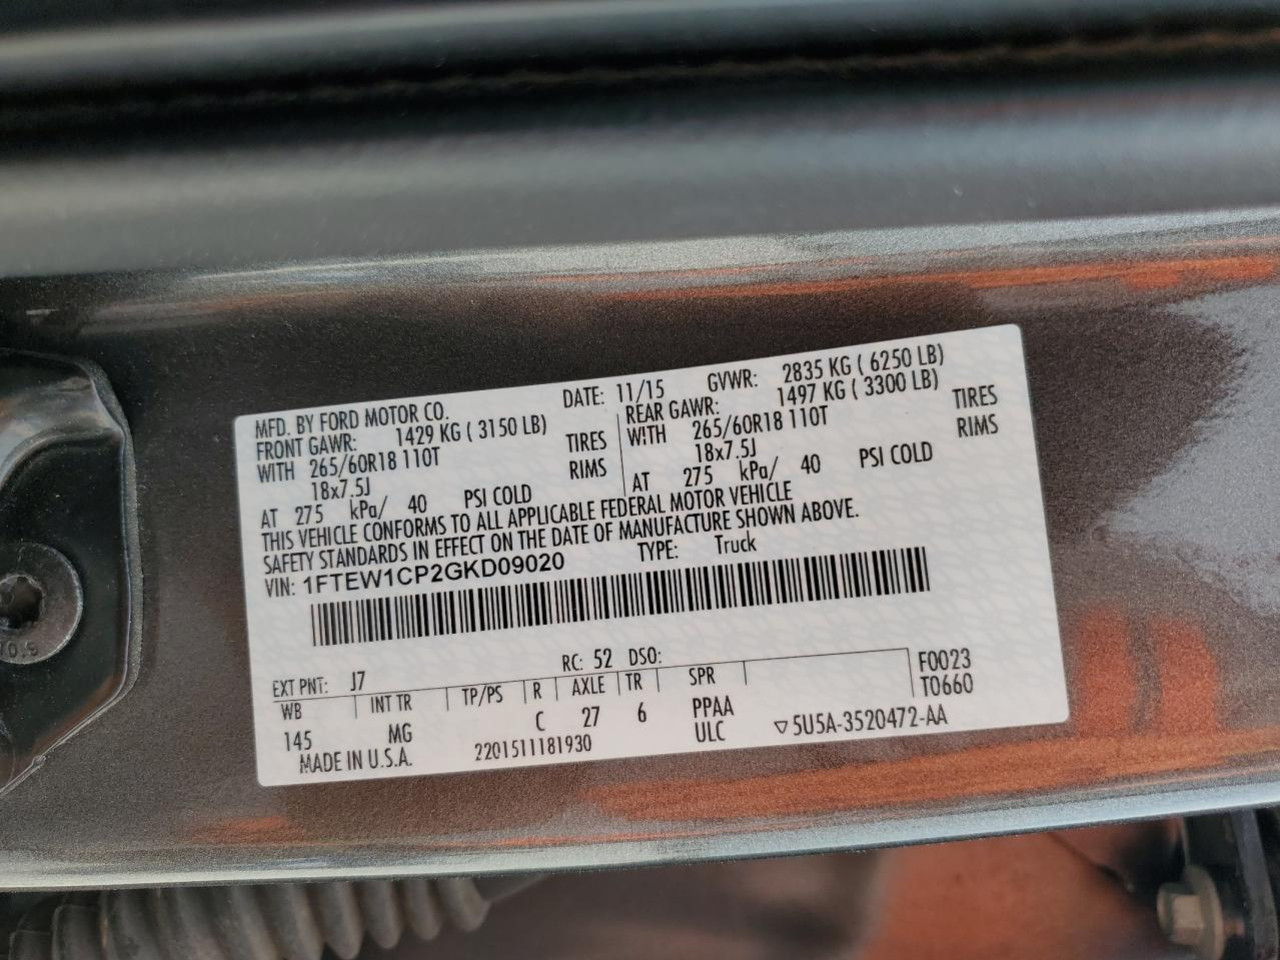 MFD. BY FORD MOTOR CO. DATE: 11/15 GVWR: 2835 KG ( 6250 LB)
FRONT GAWR: 1429 KG ( 3150 LB) REAR GAWR: 1497 KG ( 3300 LB)
WITH 265/60R18 110T TIRES WITH 265/60R18 110T TIRES
18x7.5J RIMS 18x7.5J RIMS
AT 275 kPa/ 40 PSI COLD AT 275 kPa/ 40 PSI COLD
THIS VEHICLE CONFORMS TO ALL APPLICABLE FEDERAL MOTOR VEHICLE
SAFETY STANDARDS IN EFFECT ON THE DATE OF MANUFACTURE SHOWN ABOVE.
VIN: 1FTEW1CP2GKD09020 TYPE: Truck
EXT PNT: J7 RC: 52 DSO: F0023
WB INT TR TP/PS R AXLE TR SPR T0660
145 MG C 27 6 PPAA
MADE IN U.S.A. 2201511181930 ULC ▽5U5A-3520472-AA
70.9